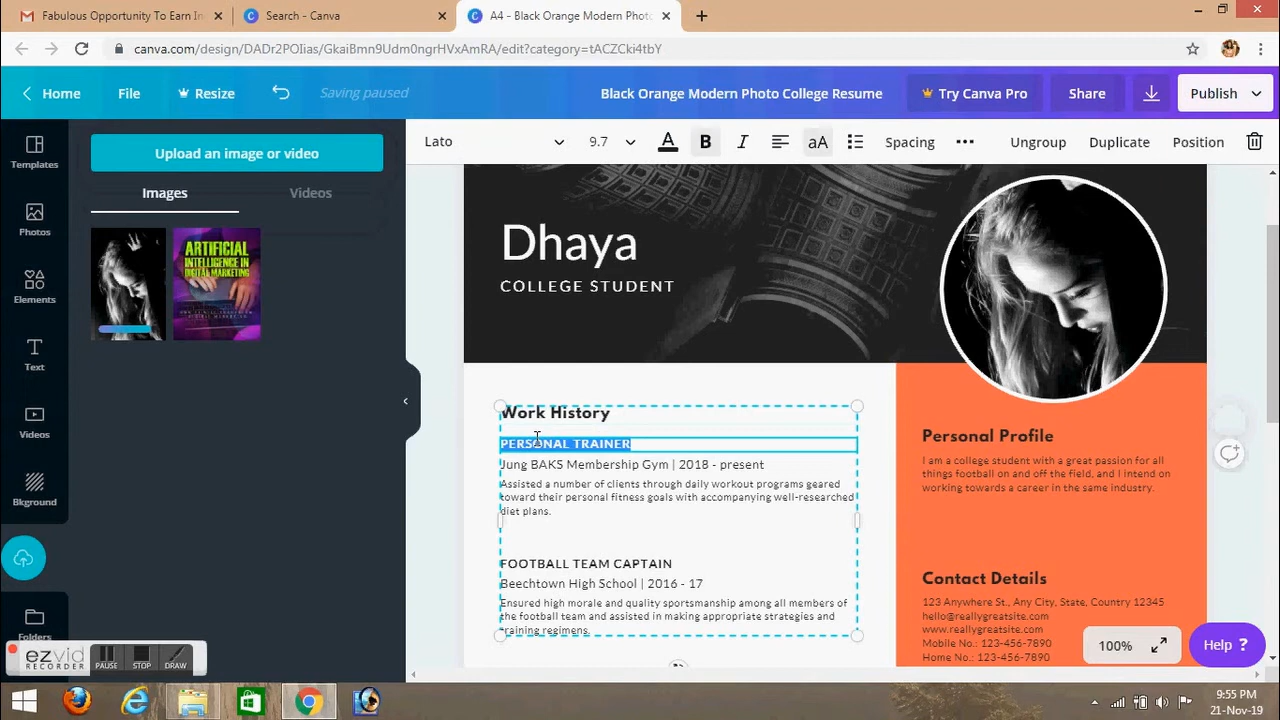 Fabulous Opportunity To Earn In
Search - Canva
A4 - Black Orange Modern Phot
canva.com/design/DADr2POIias/GkaiBmn9Udm0ngrHVxAmRA/edit?category=tACZCki4tbY
Home
File
Resize
Saving paused
Black Orange Modern Photo College Resume
Try Canva Pro
Share
Publish
Templates
Photos
Elements
Text
Videos
Bkground
Folders
Upload an image or video
Images
Videos
ARTIFICIAL
INTELLIGENCE IN
DIGITAL MARKETING
Lato
9.7
A
B
I
aA
Spacing
Ungroup
Duplicate
Position
Dhaya
COLLEGE STUDENT
Work History
PERSONAL TRAINER
Jung BAKS Membership Gym | 2018 - present
Assisted a number of clients through daily workout programs geared
toward their personal fitness goals with accompanying well-researched
diet plans.
FOOTBALL TEAM CAPTAIN
Beechtown High School | 2016 - 17
Ensured high morale and quality sportsmanship among all members of
the football team and assisted in making appropriate strategies and
training regimens.
Personal Profile
I am a college student with a great passion for all
things football on and off the field, and I intend on
working towards a career in the same industry.
Contact Details
123 Anywhere St., Any City, State, Country 12345
hello@reallygreatsite.com
www.reallygreatsite.com
Mobile No.: 123-456-7890
Home No.: 123-456-7890
100%
Help ?
ezvid
RECORDER
PAUSE
STOP
DRAW
9:55 PM
21-Nov-19